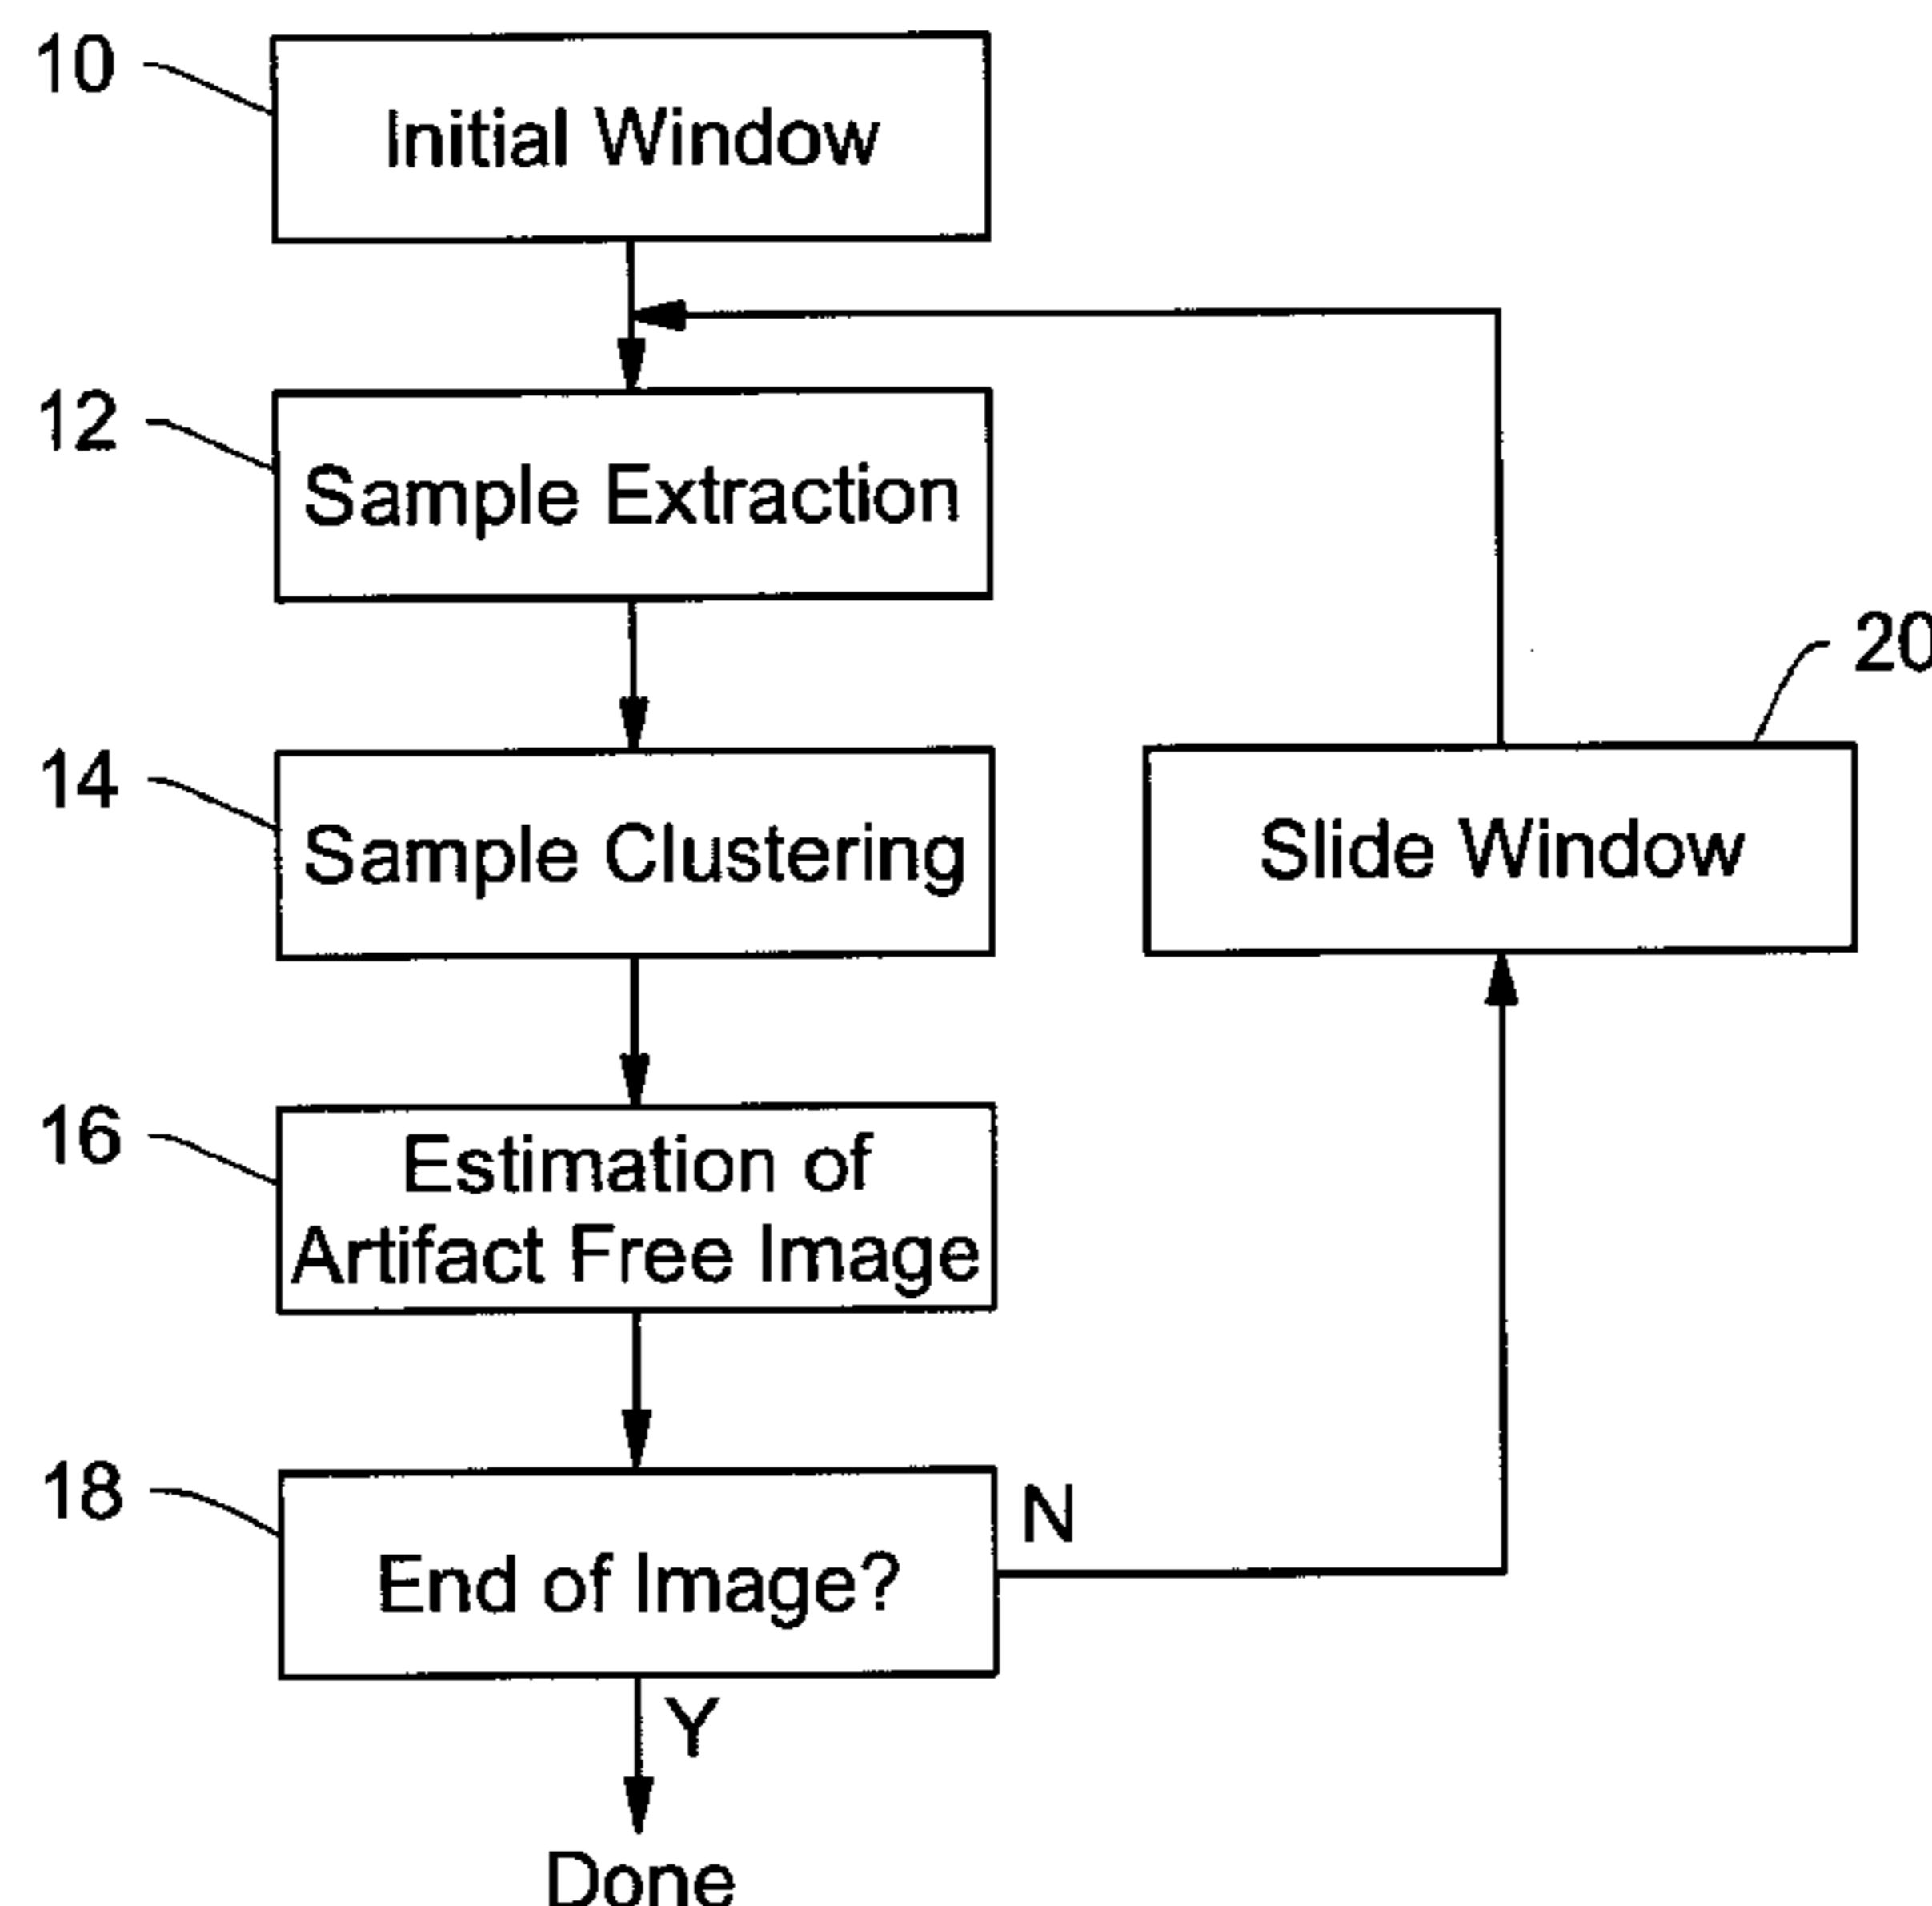 10
Initial Window
12
Sample Extraction
20
14
Sample Clustering
Slide Window
16
Estimation of
Artifact Free Image
18
End of Image?
N
Y
Done